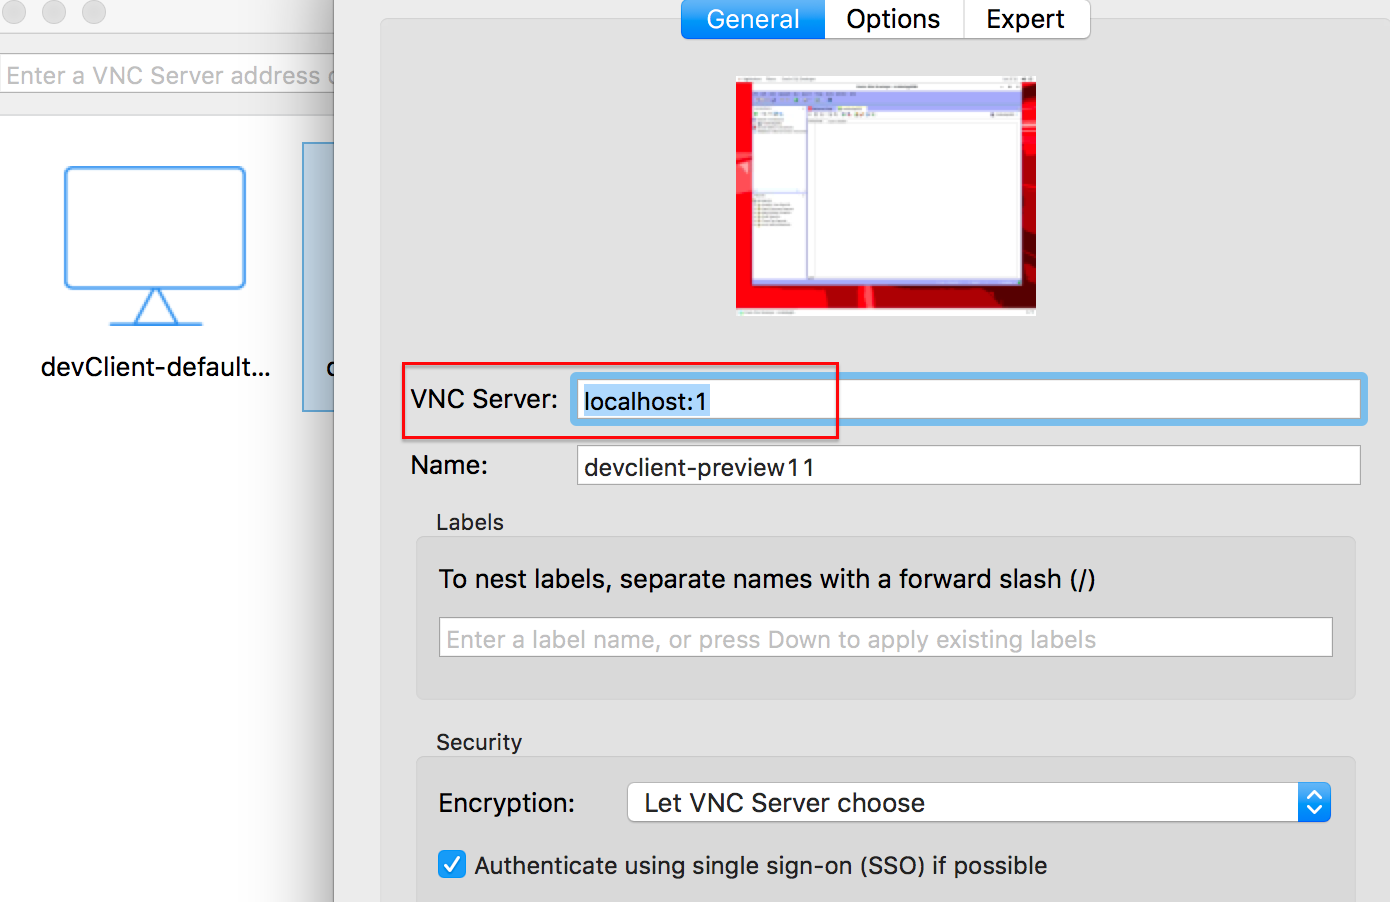 General
Options
Expert
Enter a VNC Server address
devClient-default...
VNC Server:
localhost:1
Name:
devclient-preview11
Labels
To nest labels, separate names with a forward slash (/)
Enter a label name, or press Down to apply existing labels
Security
Encryption:
Let VNC Server choose
Authenticate using single sign-on (SSO) if possible